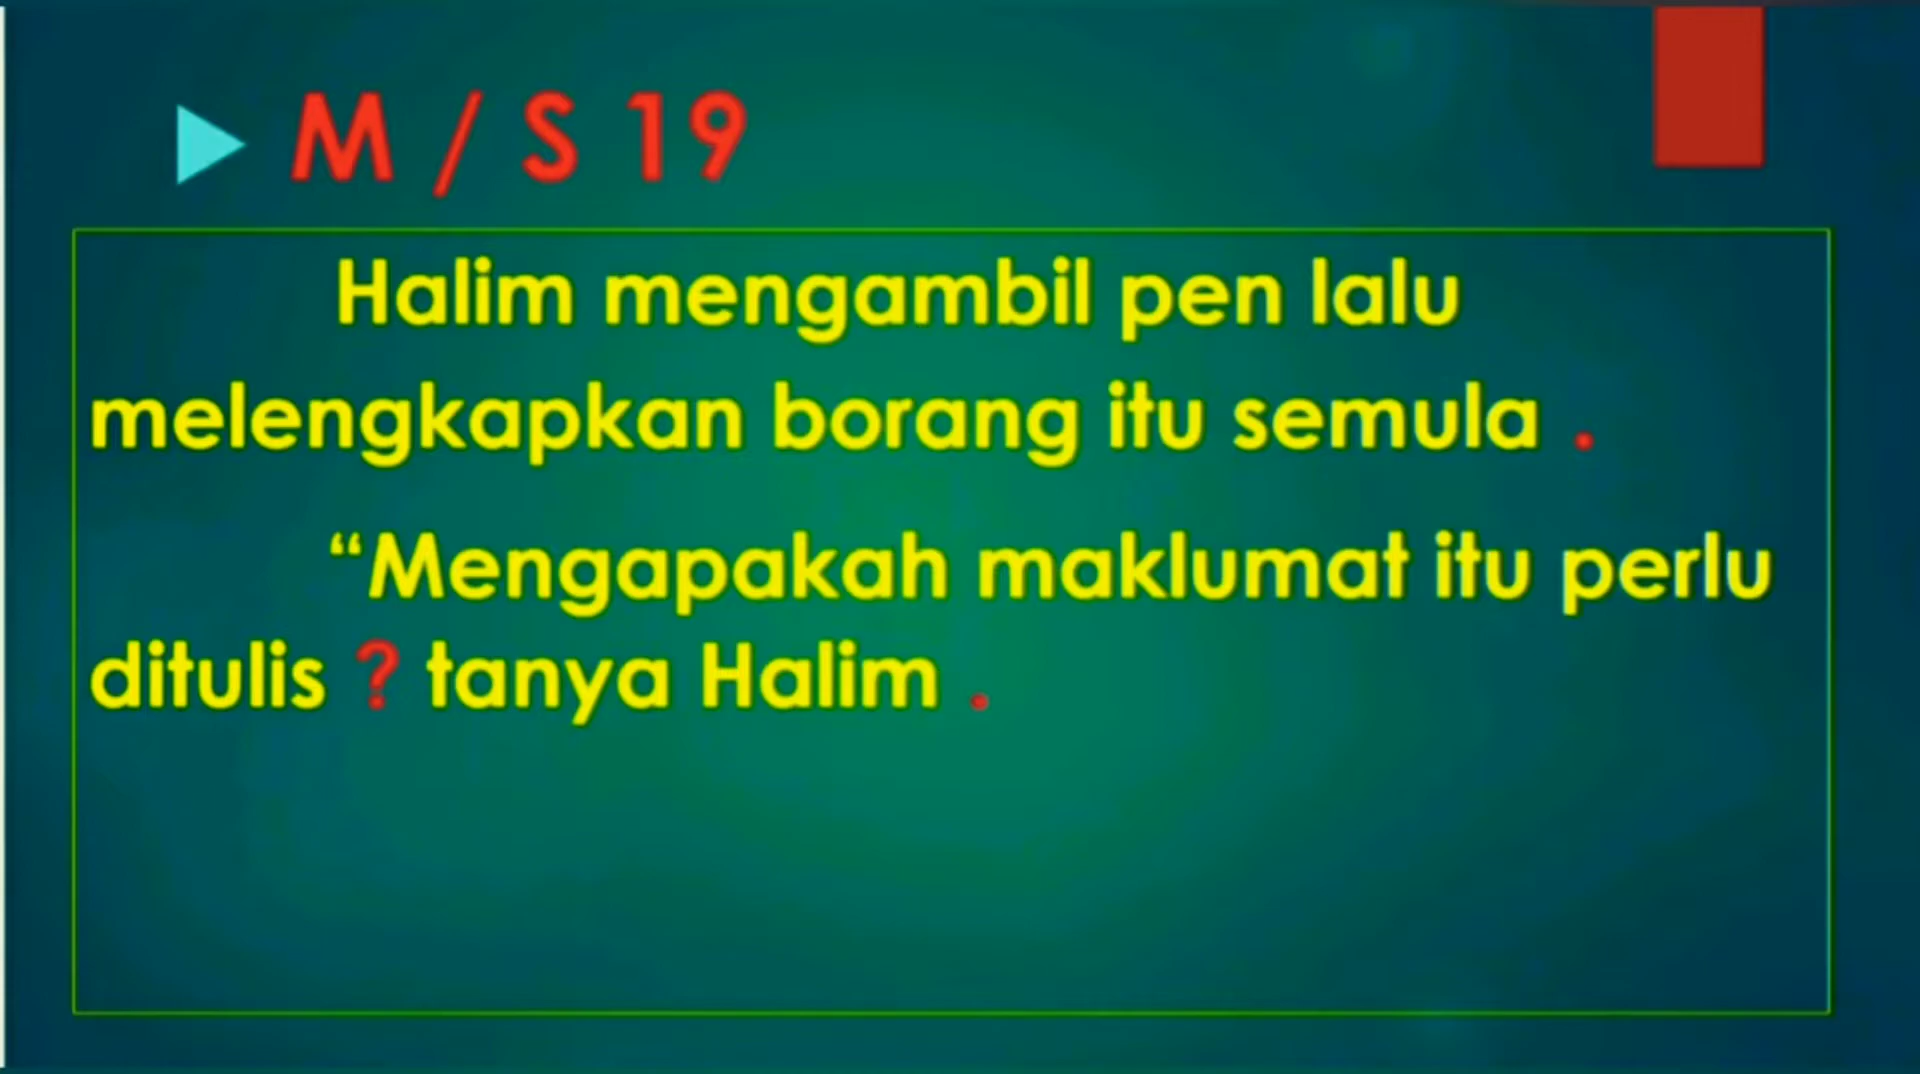 M / S 19
Halim mengambil pen lalu
melengkapkan borang itu semula .
“Mengapakah maklumat itu perlu
ditulis ? tanya Halim .